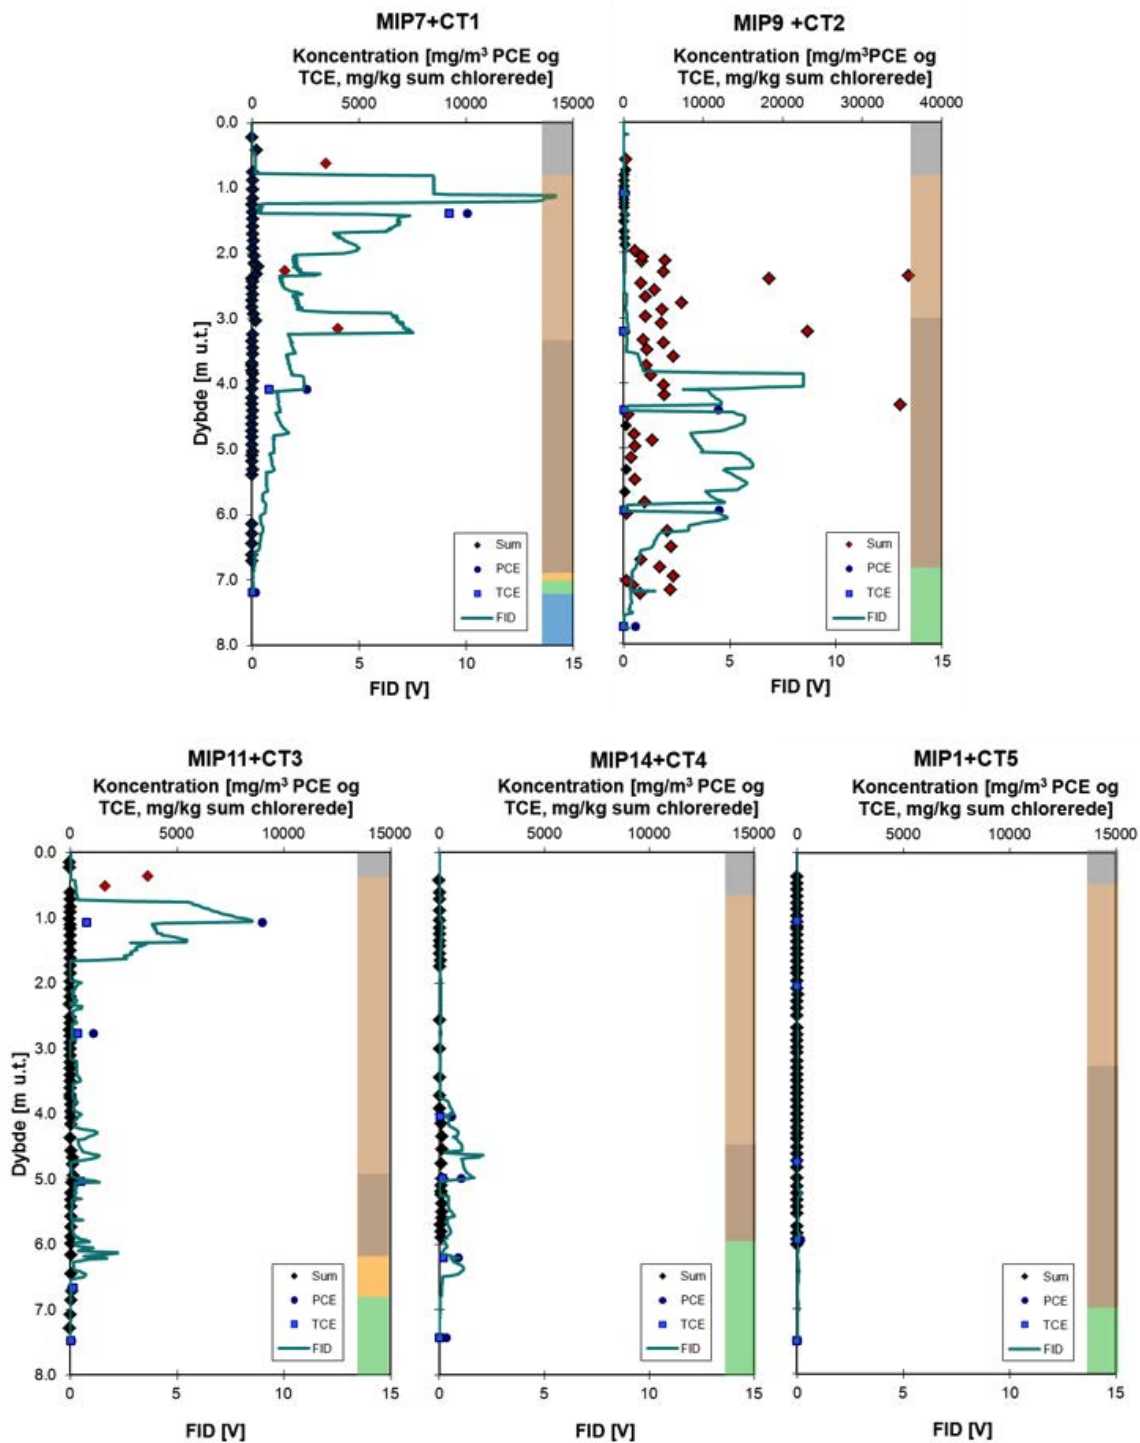 MIP7+CT1
Koncentration [mg/m³ PCE og
TCE, mg/kg sum chlorerede]
0 5000 10000 15000
0.0
1.0
2.0
3.0
4.0
5.0
6.0
7.0
8.0
Dybde [m u.t.]
Sum
PCE
TCE
FID
0 5 10 15
FID [V]
MIP9 +CT2
Koncentration [mg/m³PCE og
TCE, mg/kg sum chlorerede]
0 10000 20000 30000 40000
Sum
PCE
TCE
FID
0 5 10 15
FID [V]
MIP11+CT3
Koncentration [mg/m³ PCE og
TCE, mg/kg sum chlorerede]
0 5000 10000 15000
0.0
1.0
2.0
3.0
4.0
5.0
6.0
7.0
8.0
Dybde [m u.t.]
Sum
PCE
TCE
FID
0 5 10 15
FID [V]
MIP14+CT4
Koncentration [mg/m³ PCE og
TCE, mg/kg sum chlorerede]
0 5000 10000 15000
Sum
PCE
TCE
FID
0 5 10 15
FID [V]
MIP1+CT5
Koncentration [mg/m³ PCE og
TCE, mg/kg sum chlorerede]
5000 10000 15000
Sum
PCE
TCE
FID
0 5 10 15
FID [V]